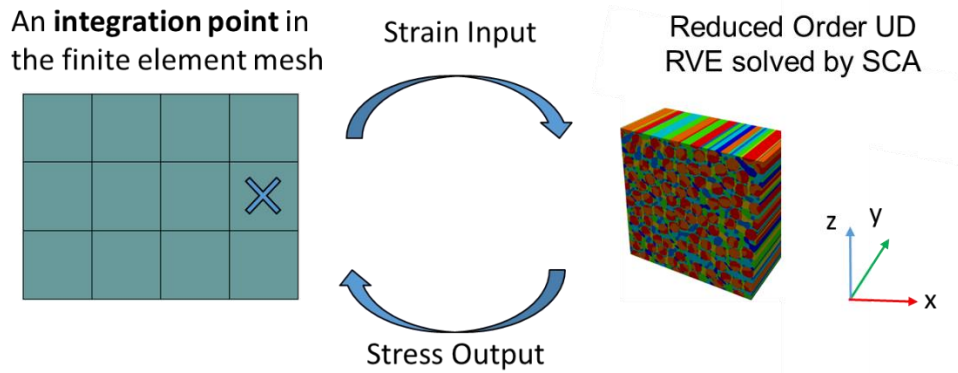 An integration point in
the finite element mesh
Strain Input
Reduced Order UD
RVE solved by SCA
z
y
x
Stress Output